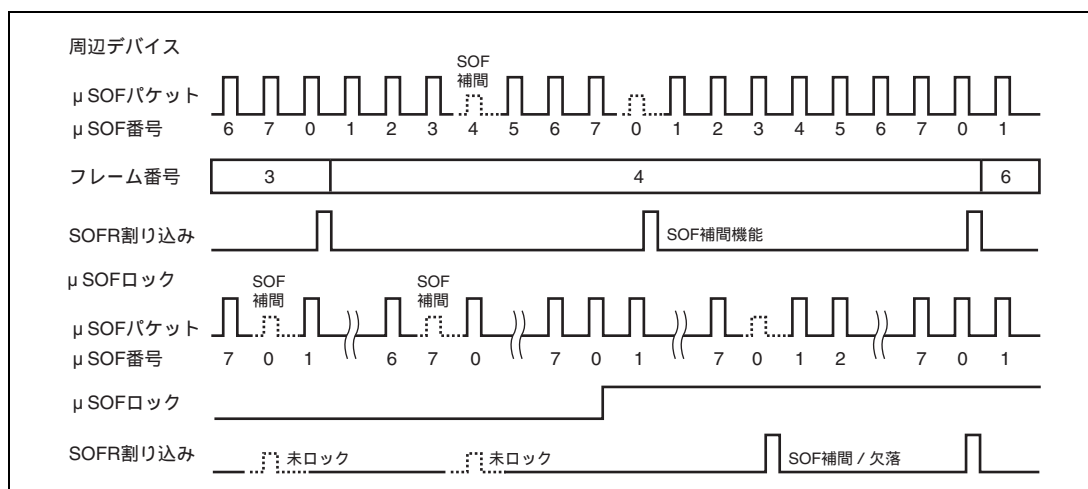 周辺デバイス
SOF
補間
μ SOFパケット
μ SOF番号 6 7 0 1 2 3 4 5 6 7 0 1 2 3 4 5 6 7 0 1
フレーム番号 3 4 6
SOFR割り込み SOF補間機能
μ SOFロック SOF SOF
補間 補間
μ SOFパケット
μ SOF番号 7 0 1 6 7 0 7 0 1 7 0 1 2 7 0 1
μ SOFロック
SOFR割り込み 未ロック 未ロック SOF補間 / 欠落